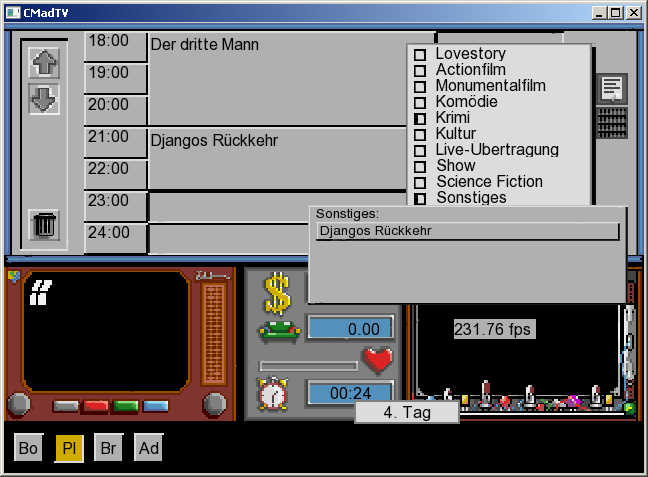 CMadTV
18:00
Der dritte Mann
19:00
20:00
21:00
Djangos Rückkehr
22:00
23:00
24:00
Lovestory
Actionfilm
Monumentalfilm
Komödie
Krimi
Kultur
Live-Ubertragung
Show
Science Fiction
Sonstiges
Sonstiges:
Djangos Rückkehr
$
0.00
231.76 fps
00:24
4. Tag
Bo
Pl
Br
Ad